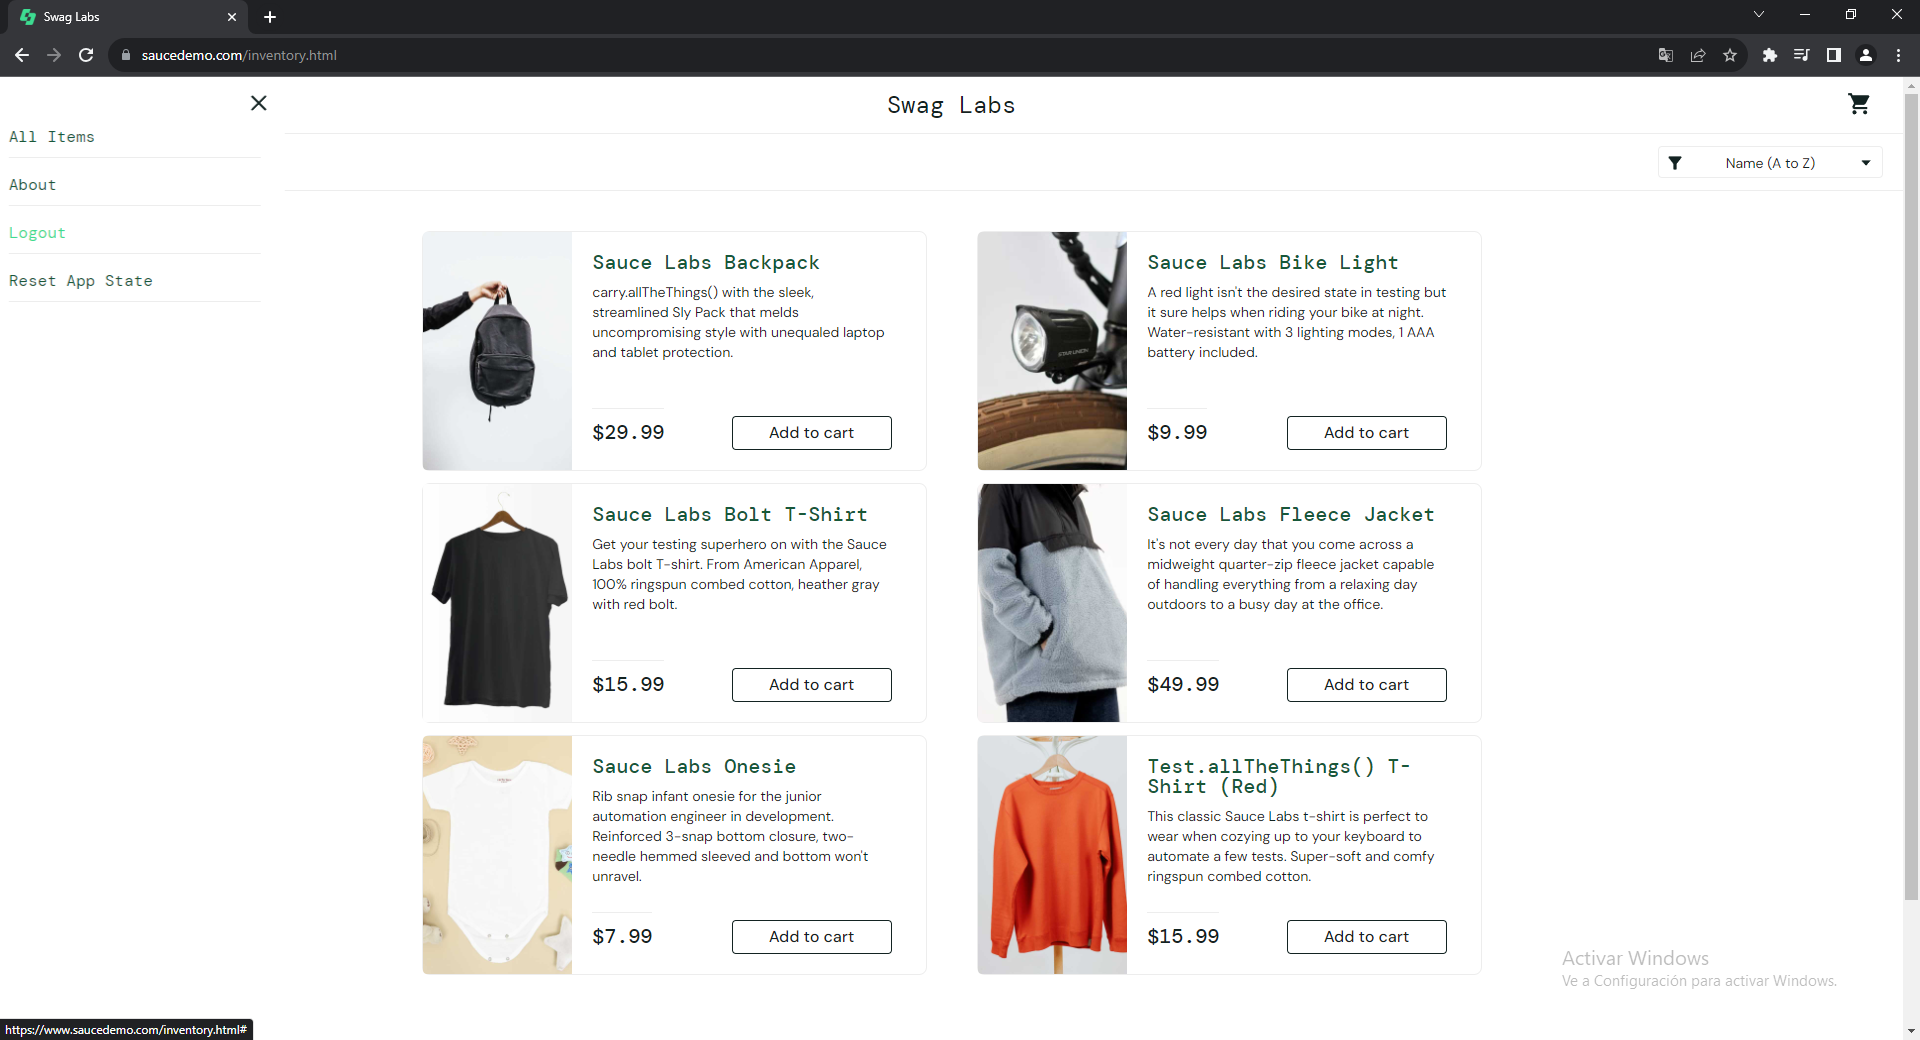 Swag Labs
saucedemo.com/inventory.html
All Items
About
Logout
Reset App State
Swag Labs
Name (A to Z)
Sauce Labs Backpack
carry.allTheThings() with the sleek,
streamlined Sly Pack that melds
uncompromising style with unequaled laptop
and tablet protection.
$29.99
Add to cart
Sauce Labs Bike Light
A red light isn't the desired state in testing but
it sure helps when riding your bike at night.
Water-resistant with 3 lighting modes, 1 AAA
battery included.
$9.99
Add to cart
Sauce Labs Bolt T-Shirt
Get your testing superhero on with the Sauce
Labs bolt T-shirt. From American Apparel,
100% ringspun combed cotton, heather gray
with red bolt.
$15.99
Add to cart
Sauce Labs Fleece Jacket
It's not every day that you come across a
midweight quarter-zip fleece jacket capable
of handling everything from a relaxing day
outdoors to a busy day at the office.
$49.99
Add to cart
Sauce Labs Onesie
Rib snap infant onesie for the junior
automation engineer in development.
Reinforced 3-snap bottom closure, two-
needle hemmed sleeved and bottom won't
unravel.
$7.99
Add to cart
Test.allTheThings() T-
Shirt (Red)
This classic Sauce Labs t-shirt is perfect to
wear when cozying up to your keyboard to
automate a few tests. Super-soft and comfy
ringspun combed cotton.
$15.99
Add to cart
Activar Windows
Ve a Configuración para activar Windows.
https://www.saucedemo.com/inventory.html#